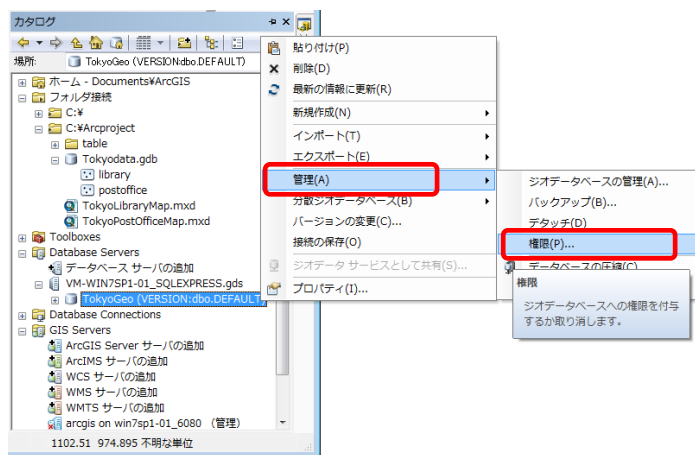 カタログ
場所: TokyoGeo (VERSION:dbo.DEFAULT)
ホーム - Documents¥ArcGIS
フォルダ接続
C:¥
C:¥Arcproject
table
Tokyodata.gdb
library
postoffice
TokyoLibraryMap.mxd
TokyoPostOfficeMap.mxd
Toolboxes
Database Servers
データベース サーバの追加
VM-WIN7SP1-01_SQLEXPRESS.gds
TokyoGeo (VERSION:dbo.DEFAULT
Database Connections
GIS Servers
ArcGIS Server サーバの追加
ArcIMS サーバの追加
WCS サーバの追加
WMS サーバの追加
WMTS サーバの追加
arcgis on win7sp1-01_6080 (管理)
1102.51 974.895 不明な単位
貼り付け(P)
削除(D)
最新の情報に更新(R)
新規作成(N)
インポート(T)
エクスポート(E)
管理(A)
分散ジオデータベース(B)
バージョンの変更(C)...
接続の保存(O)
ジオデータ サービスとして共有(S)...
プロパティ(I)...
ジオデータベースの管理(A)...
バックアップ(B)...
デタッチ(D)
権限(P)...
データベースの圧縮(C)
権限
ジオデータベースへの権限を付与
するか取り消します。